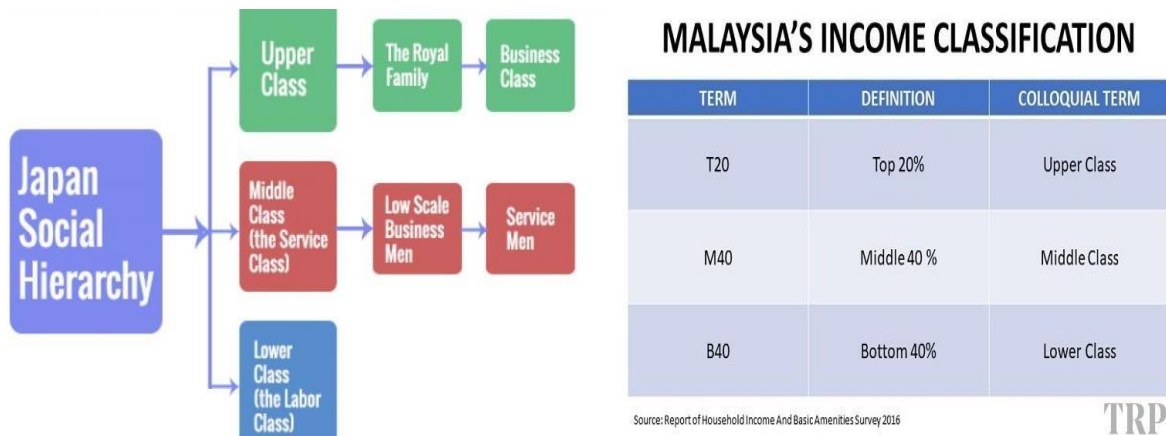 Japan
Social
Hierarchy
Upper
Class
The Royal
Family
Business
Class
Middle
Class
(the Service
Class)
Low Scale
Business
Men
Service
Men
Lower
Class
(the Labor
Class)
MALAYSIA'S INCOME CLASSIFICATION
TERM DEFINITION COLLOQUIAL TERM
T20 Top 20% Upper Class
M40 Middle 40 % Middle Class
B40 Bottom 40% Lower Class
Source: Report of Household Income And Basic Amenities Survey 2016
TRP